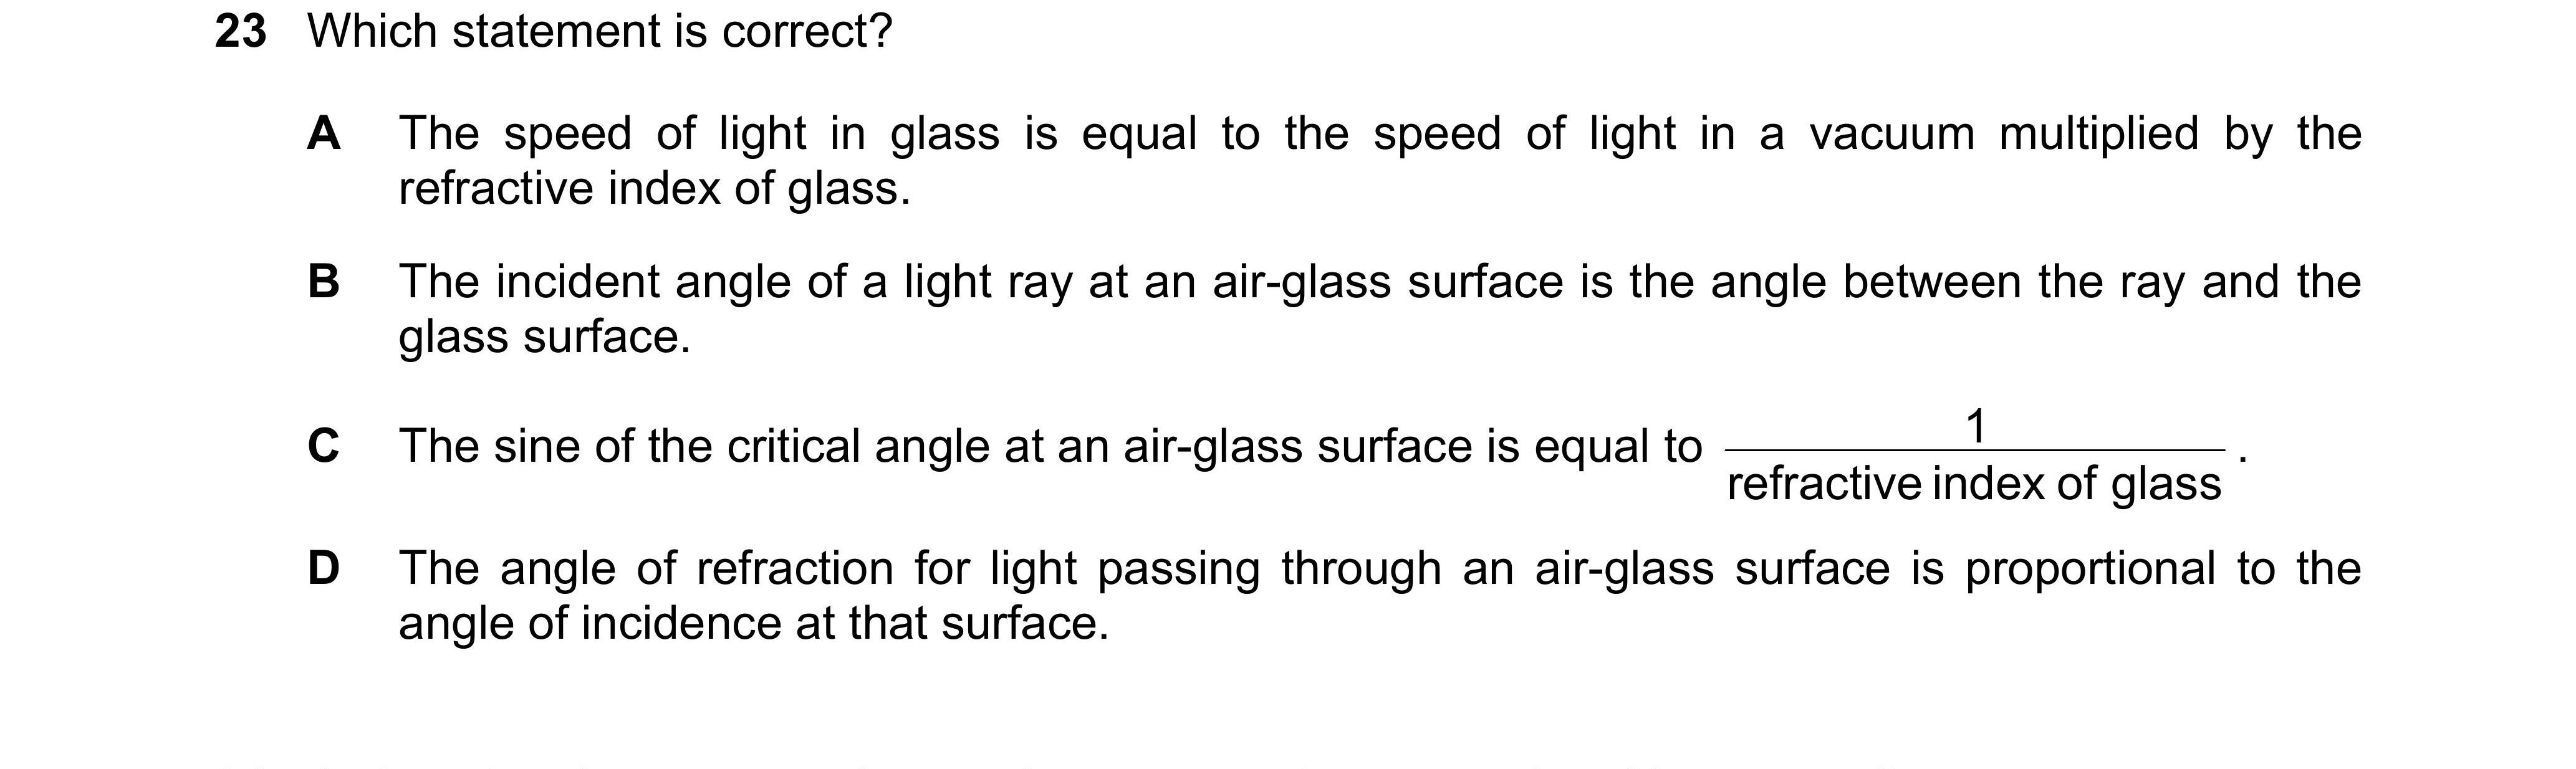 23 Which statement is correct?
A The speed of light in glass is equal to the speed of light in a vacuum multiplied by the
refractive index of glass.
B The incident angle of a light ray at an air-glass surface is the angle between the ray and the
glass surface.
C The sine of the critical angle at an air-glass surface is equal to 1 / refractive index of glass .
D The angle of refraction for light passing through an air-glass surface is proportional to the
angle of incidence at that surface.